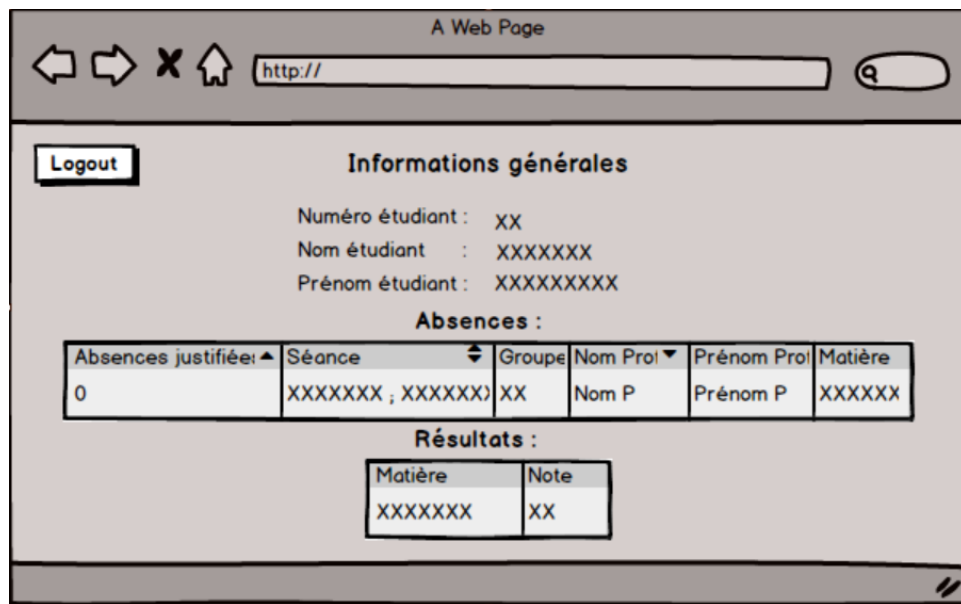 A Web Page
http://
Logout
Informations générales
Numéro étudiant : XX
Nom étudiant : XXXXXXX
Prénom étudiant : XXXXXXXXX
Absences :
Absences justifiée Séance Groupe Nom Prof Prénom Prof Matière
0 XXXXXXX ; XXXXXXX XX Nom P Prénom P XXXXXX
Résultats :
Matière Note
XXXXXXX XX